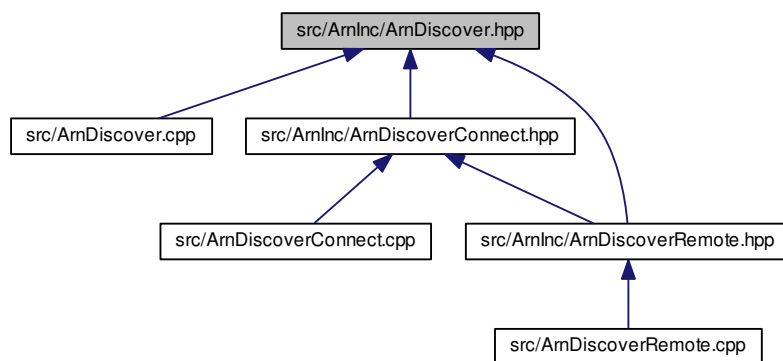 src/ArnInc/ArnDiscover.hpp
src/ArnDiscover.cpp
src/ArnInc/ArnDiscoverConnect.hpp
src/ArnDiscoverConnect.cpp
src/ArnInc/ArnDiscoverRemote.hpp
src/ArnDiscoverRemote.cpp